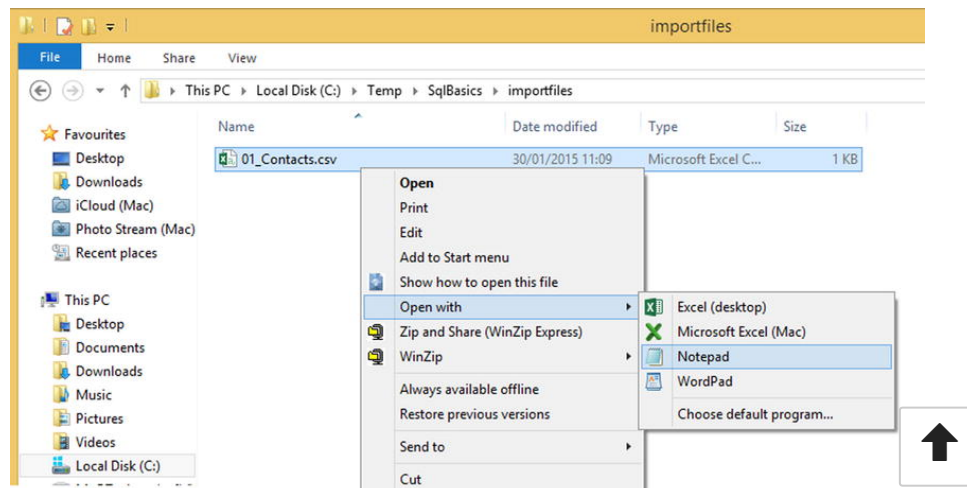 importfiles
File Home Share View
This PC Local Disk (C:) Temp SqlBasics importfiles
Favourites
Desktop
Downloads
iCloud (Mac)
Photo Stream (Mac)
Recent places
This PC
Desktop
Documents
Downloads
Music
Pictures
Videos
Local Disk (C:)
Name Date modified Type Size
01_Contacts.csv 30/01/2015 11:09 Microsoft Excel C... 1 KB
Open
Print
Edit
Add to Start menu
Show how to open this file
Open with
Zip and Share (WinZip Express)
WinZip
Always available offline
Restore previous versions
Send to
Cut
Excel (desktop)
Microsoft Excel (Mac)
Notepad
WordPad
Choose default program...